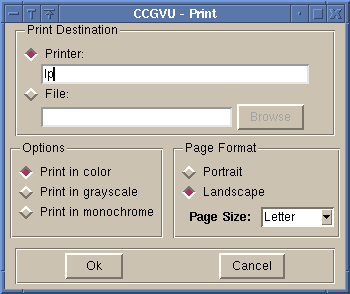 CCGVU - Print
Print Destination
Printer:
lp
File:
Browse
Options
Print in color
Print in grayscale
Print in monochrome
Page Format
Portrait
Landscape
Page Size: Letter
Ok
Cancel